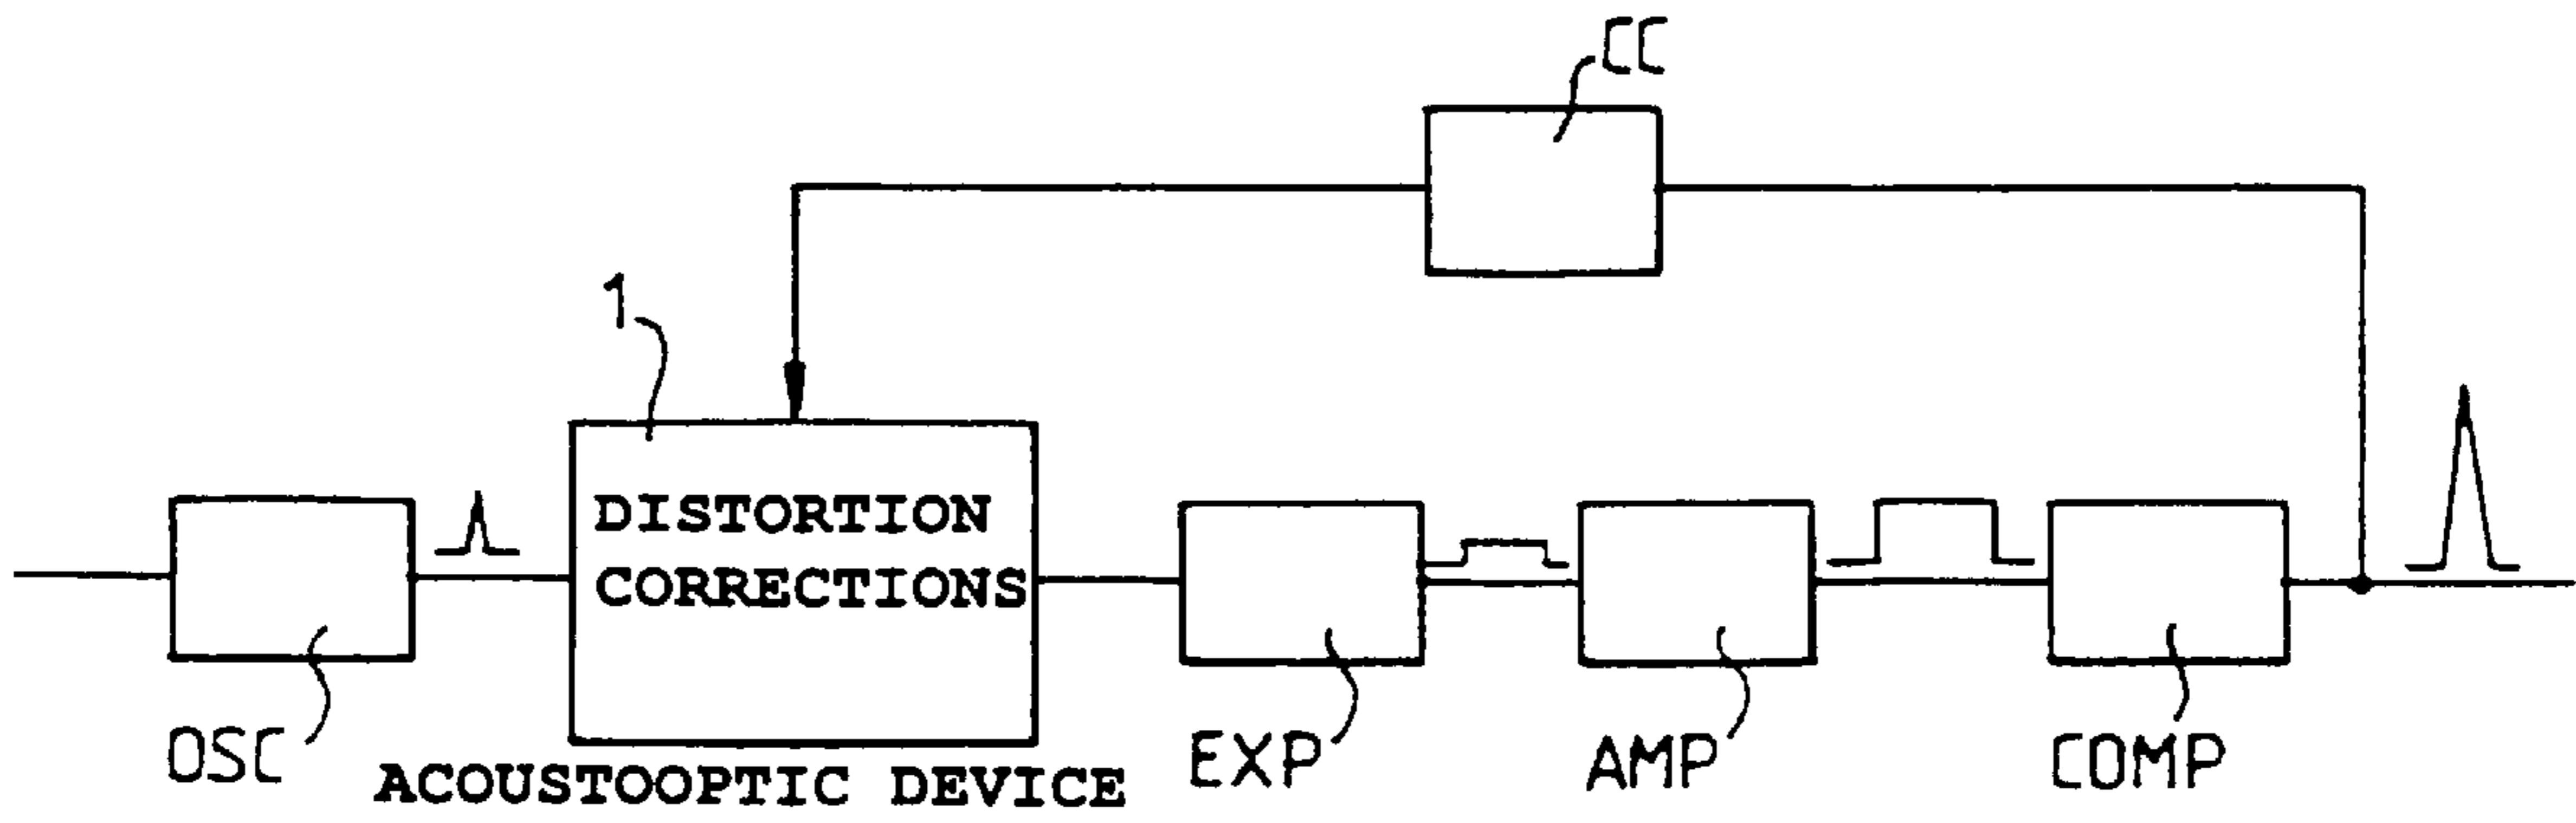 CC
1
DISTORTION
CORRECTIONS
OSC
ACOUSTOOPTIC DEVICE
EXP
AMP
COMP